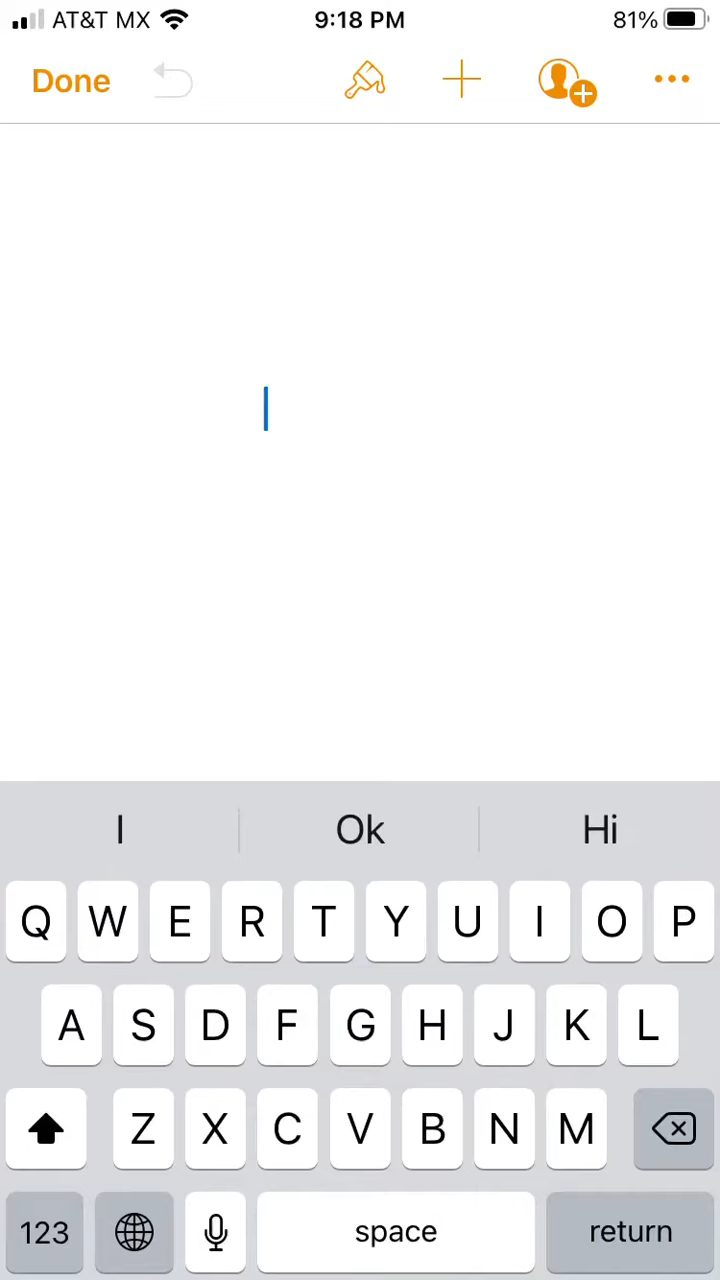 AT&T MX 9:18 PM 81%
Done
I Ok Hi
Q W E R T Y U I O P
A S D F G H J K L
Z X C V B N M
123 space return